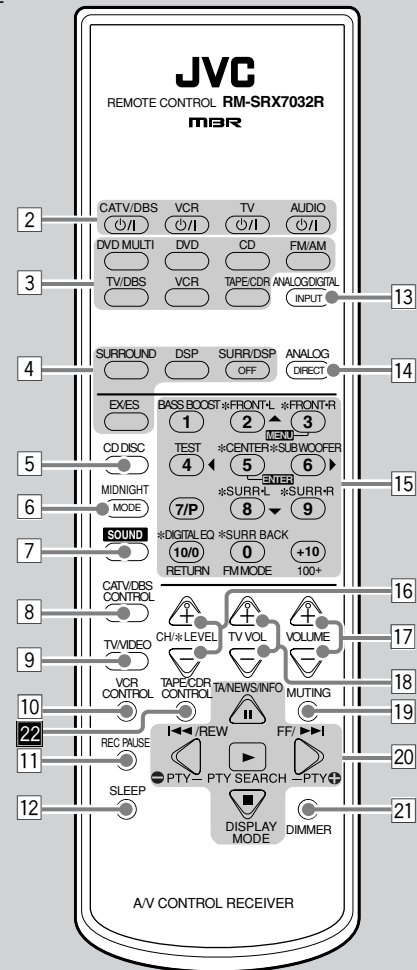 JVC
REMOTE CONTROL RM-SRX7032R
MBR
CATV/DBS VCR TV AUDIO
2
DVD MULTI DVD CD FM/AM
3
TV/DBS VCR TAPE/CDR ANALOG/DIGITAL
INPUT
13
4
SURROUND DSP SURR/DSP ANALOG
OFF DIRECT
14
EX/ES BASS BOOST *FRONT•L *FRONT•R
1 2 3
MENU
CD DISC TEST *CENTER *SUBWOOFER
5
4 5 6
15
ENTER
MIDNIGHT *SURR•L *SURR•R
6
MODE 7/P 8 9
SOUND *DIGITAL EQ *SURR BACK
7
10/0 0 +10
RETURN FM MODE 100+
CATV/DBS
CONTROL
8
16
+ + +
CH/*LEVEL TV VOL VOLUME
17
TV/VIDEO
9
– – –
18
VCR
CONTROL
TAPE/CDR
CONTROL
TA/NEWS/INFO
MUTING
10
19
22
REC PAUSE
/REW FF/
11
20
– PTY – PTY SEARCH – PTY +
SLEEP
12
21
DISPLAY
MODE
DIMMER
A/V CONTROL RECEIVER